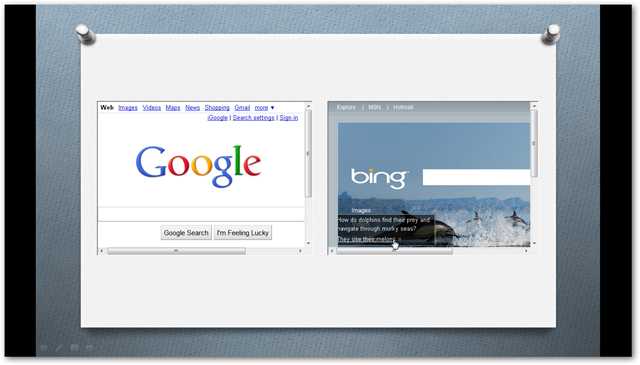 Web Images Videos Maps News Shopping Gmail more ▼
iGoogle | Search settings | Sign in
Google
Google Search I'm Feeling Lucky
Explore | MSN | Hotmail
bing
Images
How do dolphins find their prey and
navigate through murky seas?
They use their melons